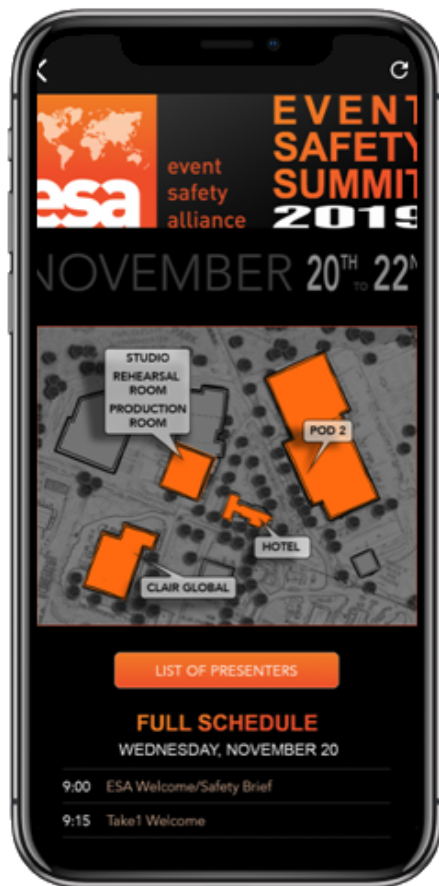 esa
event
safety
alliance
EVENT
SAFETY
SUMMIT
2019
NOVEMBER 20TH TO 22N
STUDIO
REHEARSAL
ROOM
PRODUCTION
ROOM
POD 2
HOTEL
CLAIR GLOBAL
LIST OF PRESENTERS
FULL SCHEDULE
WEDNESDAY, NOVEMBER 20
9:00 ESA Welcome/Safety Brief
9:15 Take1 Welcome